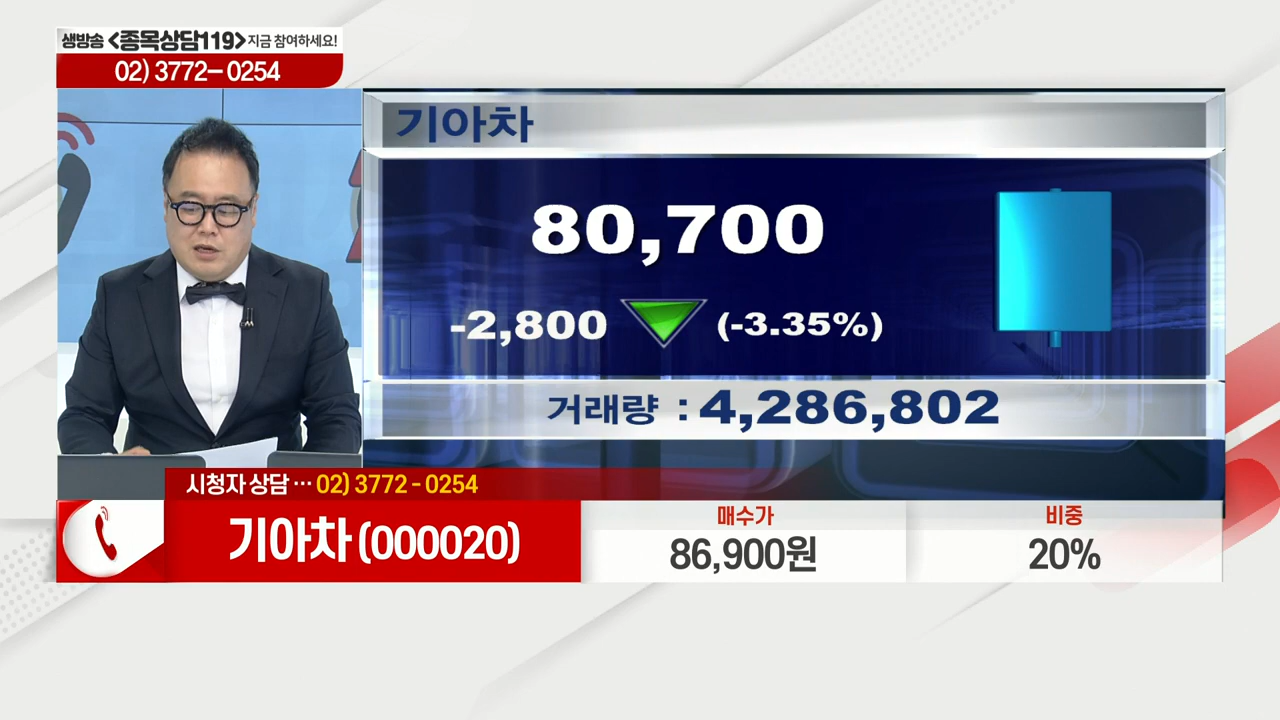 생방송 <종목상담119> 지금 참여하세요!
02) 3772-0254
기아차
80,700
-2,800 (-3.35%)
거래량 : 4,286,802
시청자 상담 … 02) 3772-0254
기아차 (000020)
매수가
86,900원
비중
20%